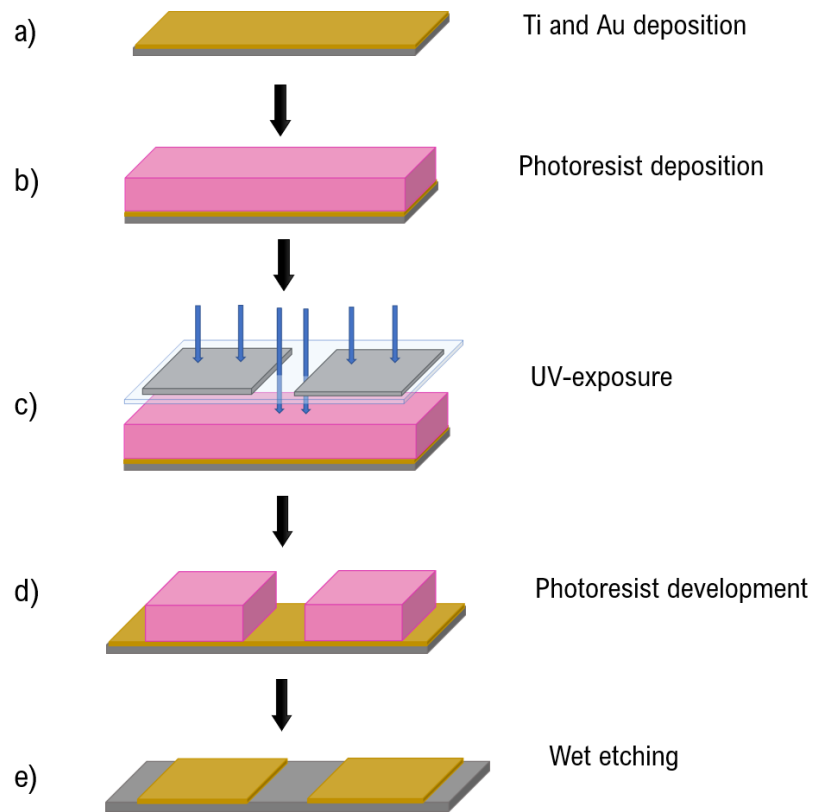 a) Ti and Au deposition
b) Photoresist deposition
c) UV-exposure
d) Photoresist development
e) Wet etching